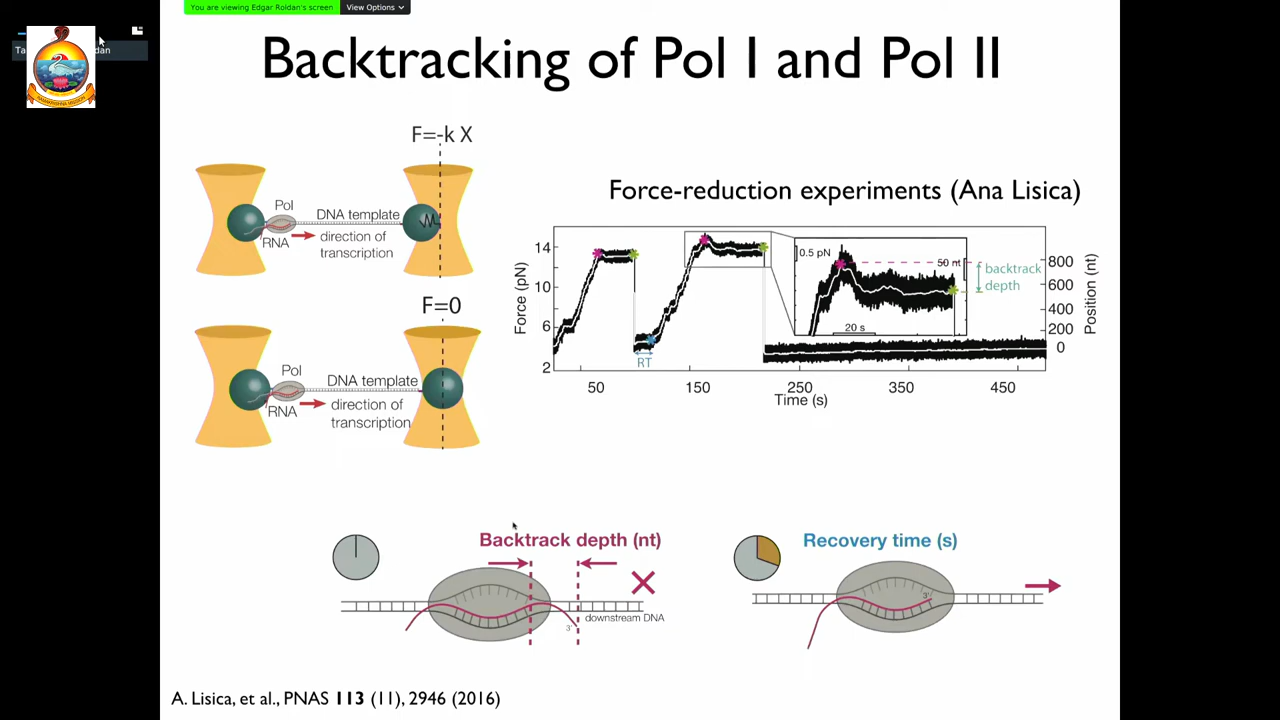 You are viewing Edgar Roldan's screen
View Options
Backtracking of Pol I and Pol II
F=-k X
Pol
DNA template
RNA
direction of
transcription
F=0
Pol
DNA template
RNA
direction of
transcription
Force-reduction experiments (Ana Lisica)
Force (pN)
14
10
6
2
0.5 pN
50 nt
20 s
backtrack
depth
RT
800
600
400
200
0
Position (nt)
50
150
250
350
450
Time (s)
Backtrack depth (nt)
downstream DNA
3'
Recovery time (s)
3'
A. Lisica, et al., PNAS 113 (11), 2946 (2016)